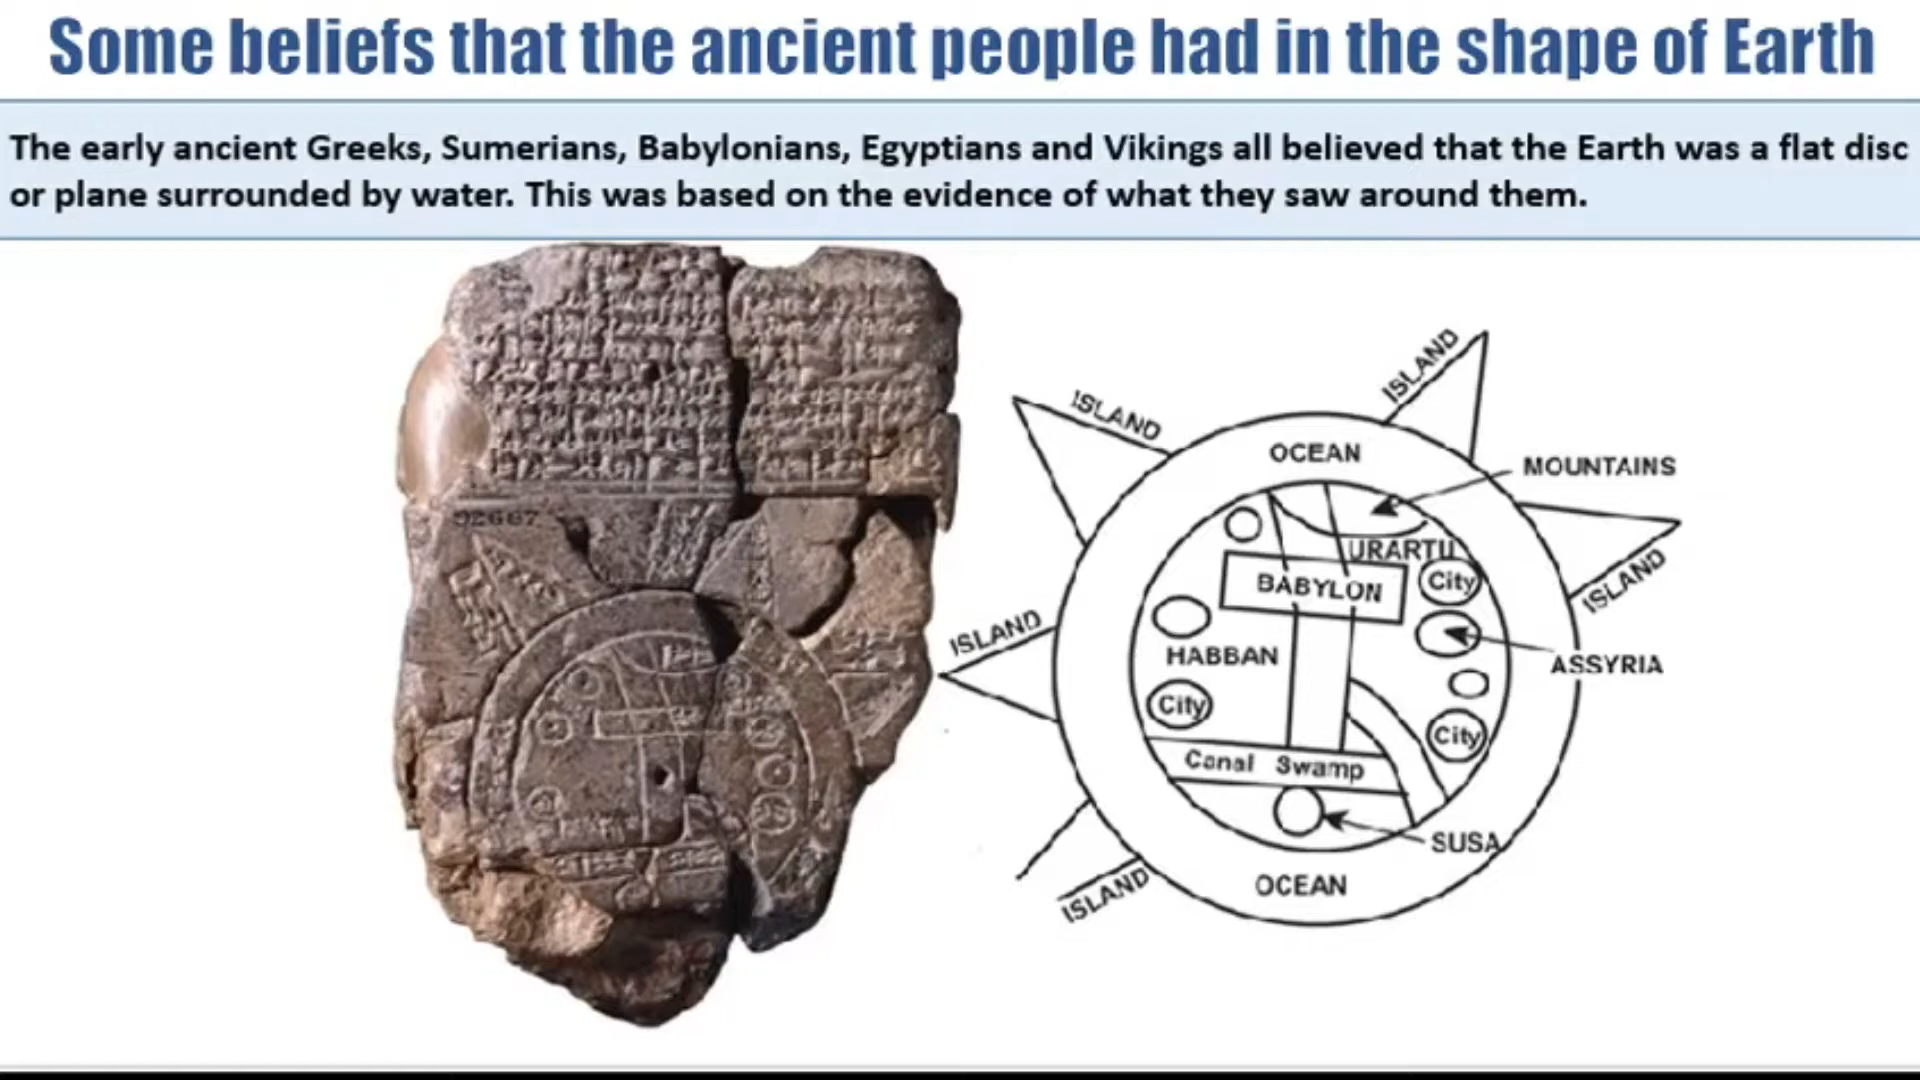 Some beliefs that the ancient people had in the shape of Earth
The early ancient Greeks, Sumerians, Babylonians, Egyptians and Vikings all believed that the Earth was a flat disc
or plane surrounded by water. This was based on the evidence of what they saw around them.
ISLAND
ISLAND
OCEAN
MOUNTAINS
URARTU
BABYLON
City
ISLAND
ISLAND
HABBAN
ASSYRIA
City
City
Canal Swamp
SUSA
OCEAN
ISLAND